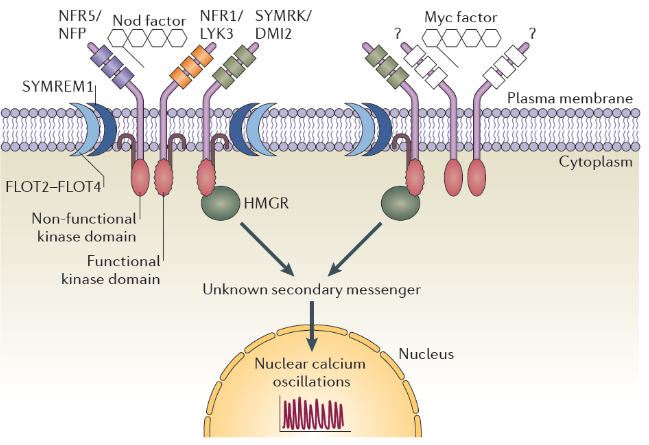 NFR5/
NFP
Nod factor
NFR1/
LYK3
SYMRK/
DMI2
?
Myc factor
?
SYMREM1
Plasma membrane
Cytoplasm
FLOT2–FLOT4
HMGR
Non-functional
kinase domain
Functional
kinase domain
Unknown secondary messenger
Nucleus
Nuclear calcium
oscillations